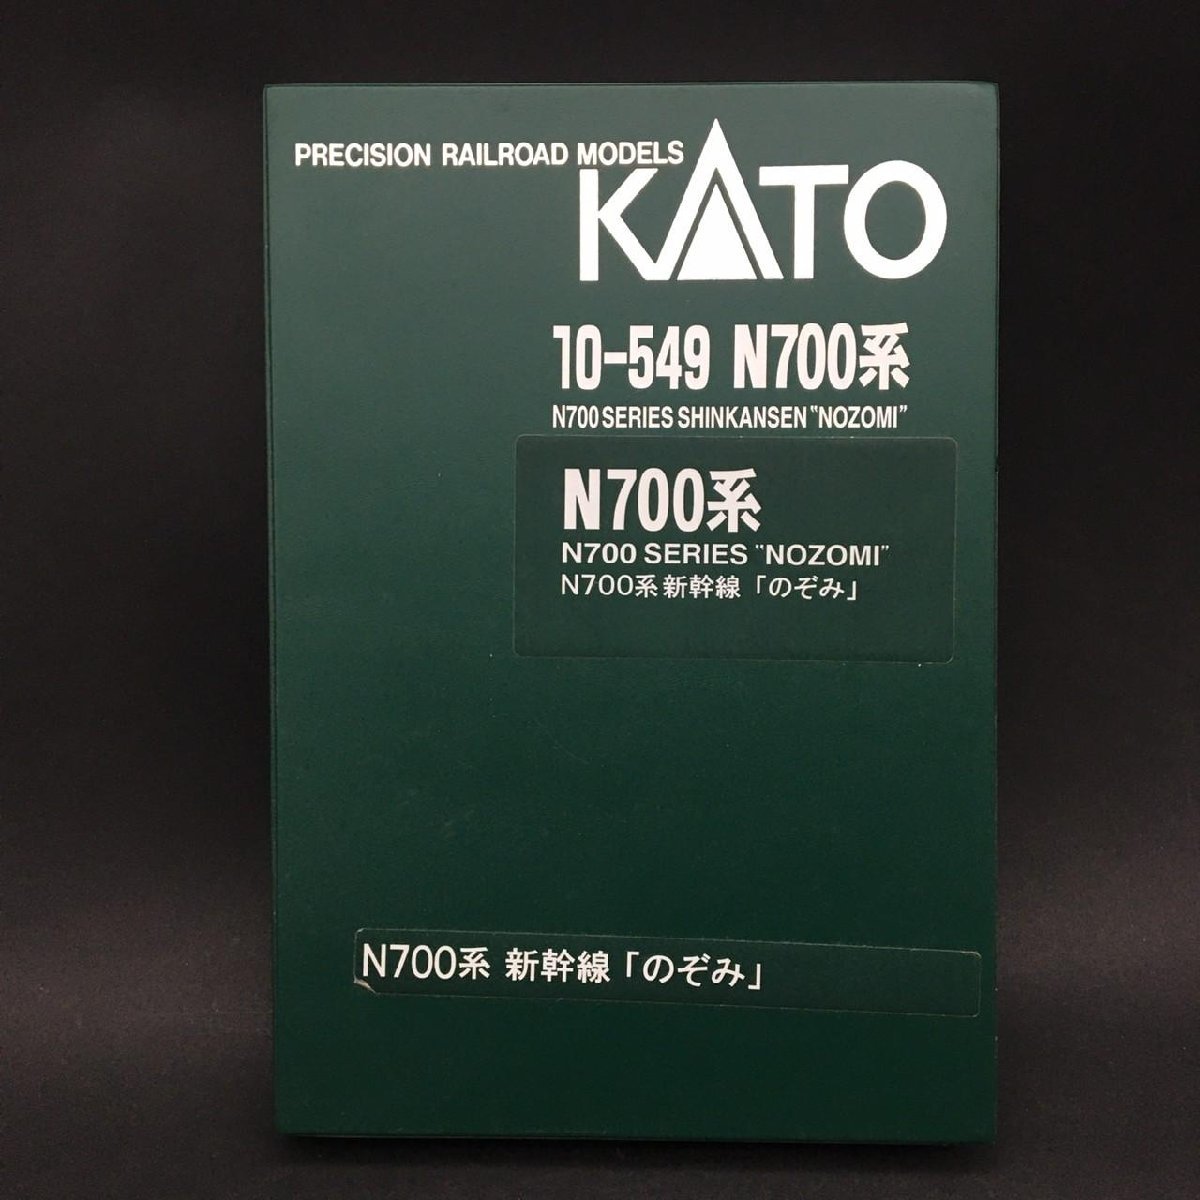 PRECISION RAILROAD MODELS
KATO
10-549 N700系
N700 SERIES SHINKANSEN "NOZOMI"
N700系
N700 SERIES "NOZOMI"
N700系新幹線「のぞみ」
N700系 新幹線「のぞみ」